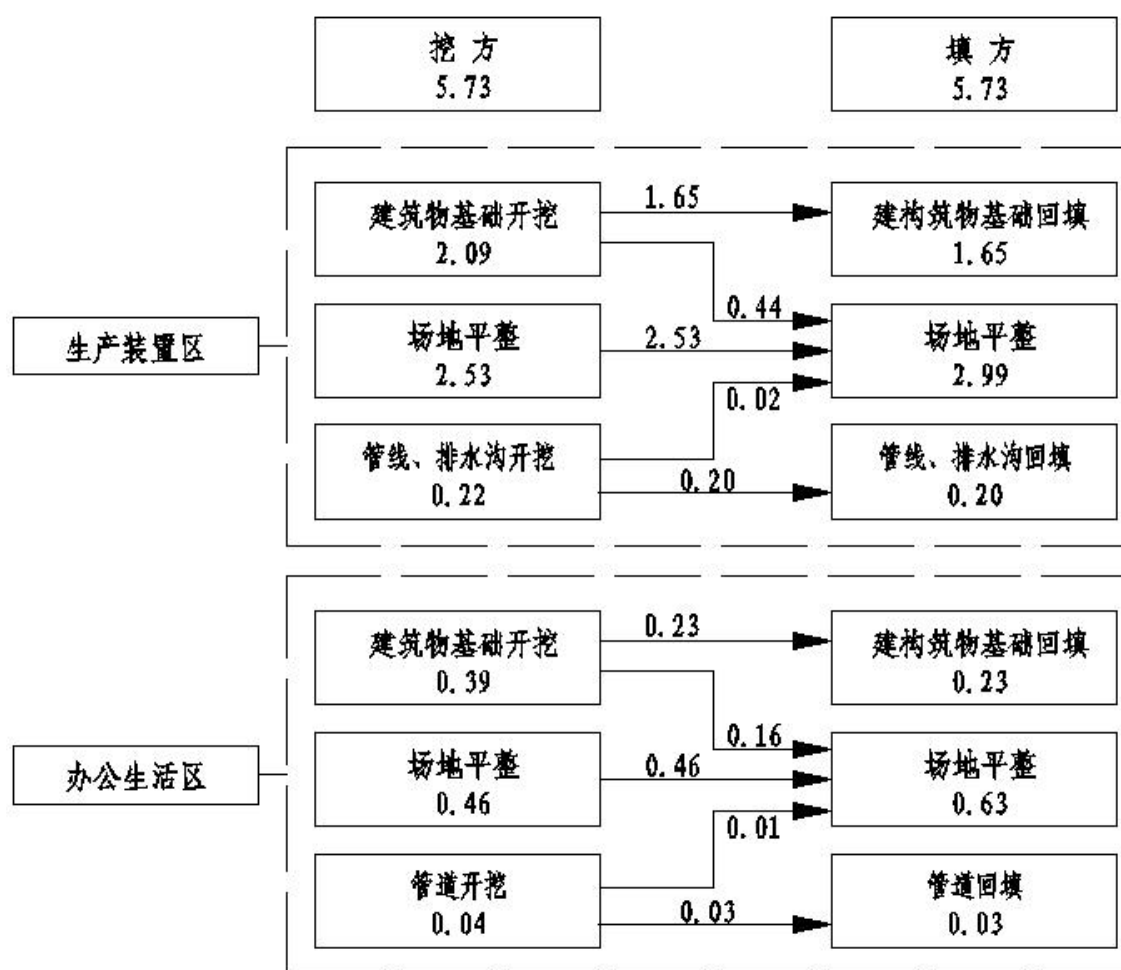 挖 方
5.73
填 方
5.73
生产装置区
建筑物基础开挖
2.09
1.65
建构筑物基础回填
1.65
0.44
场地平整
2.53
2.53
场地平整
2.99
0.02
管线、排水沟开挖
0.22
0.20
管线、排水沟回填
0.20
办公生活区
建筑物基础开挖
0.39
0.23
建构筑物基础回填
0.23
0.16
场地平整
0.46
0.46
场地平整
0.63
0.01
管道开挖
0.04
0.03
管道回填
0.03